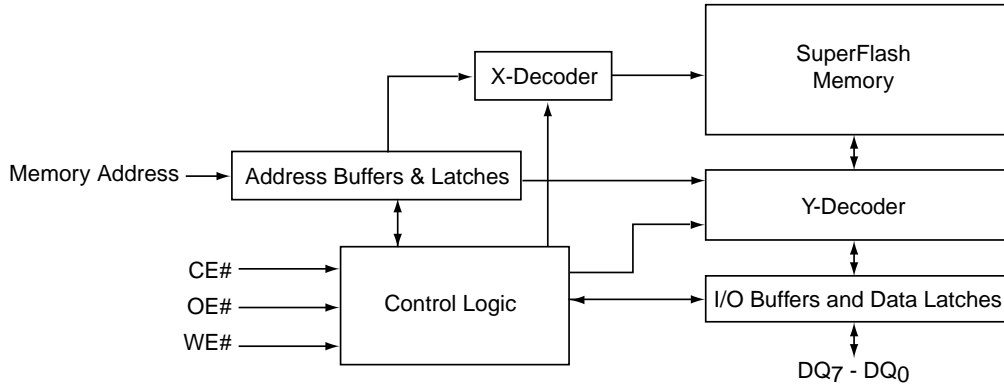 SuperFlash
Memory
X-Decoder
Memory Address
Address Buffers & Latches
Y-Decoder
CE#
OE#
WE#
Control Logic
I/O Buffers and Data Latches
DQ7 - DQ0